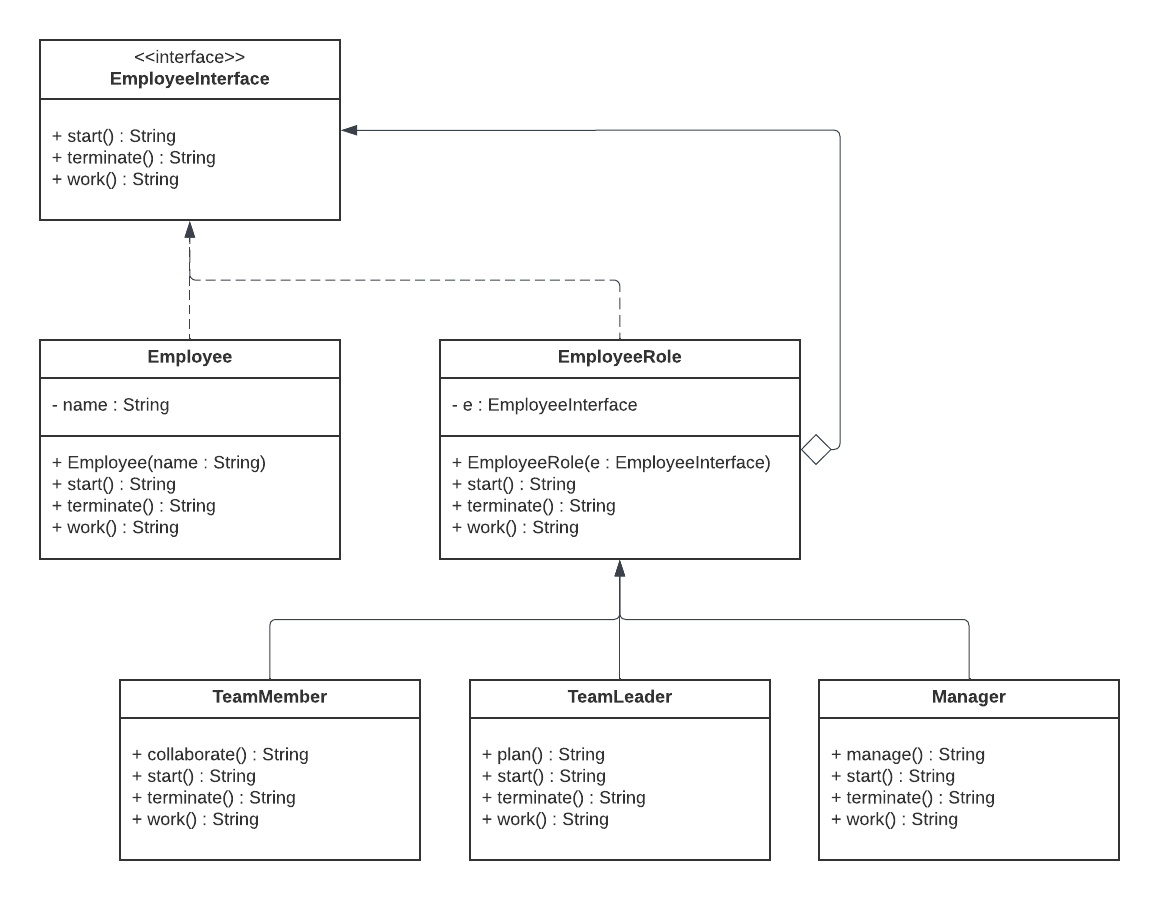 <<interface>>
EmployeeInterface
+ start() : String
+ terminate() : String
+ work() : String
Employee
- name : String
+ Employee(name : String)
+ start() : String
+ terminate() : String
+ work() : String
EmployeeRole
- e : EmployeeInterface
+ EmployeeRole(e : EmployeeInterface)
+ start() : String
+ terminate() : String
+ work() : String
TeamMember
+ collaborate() : String
+ start() : String
+ terminate() : String
+ work() : String
TeamLeader
+ plan() : String
+ start() : String
+ terminate() : String
+ work() : String
Manager
+ manage() : String
+ start() : String
+ terminate() : String
+ work() : String